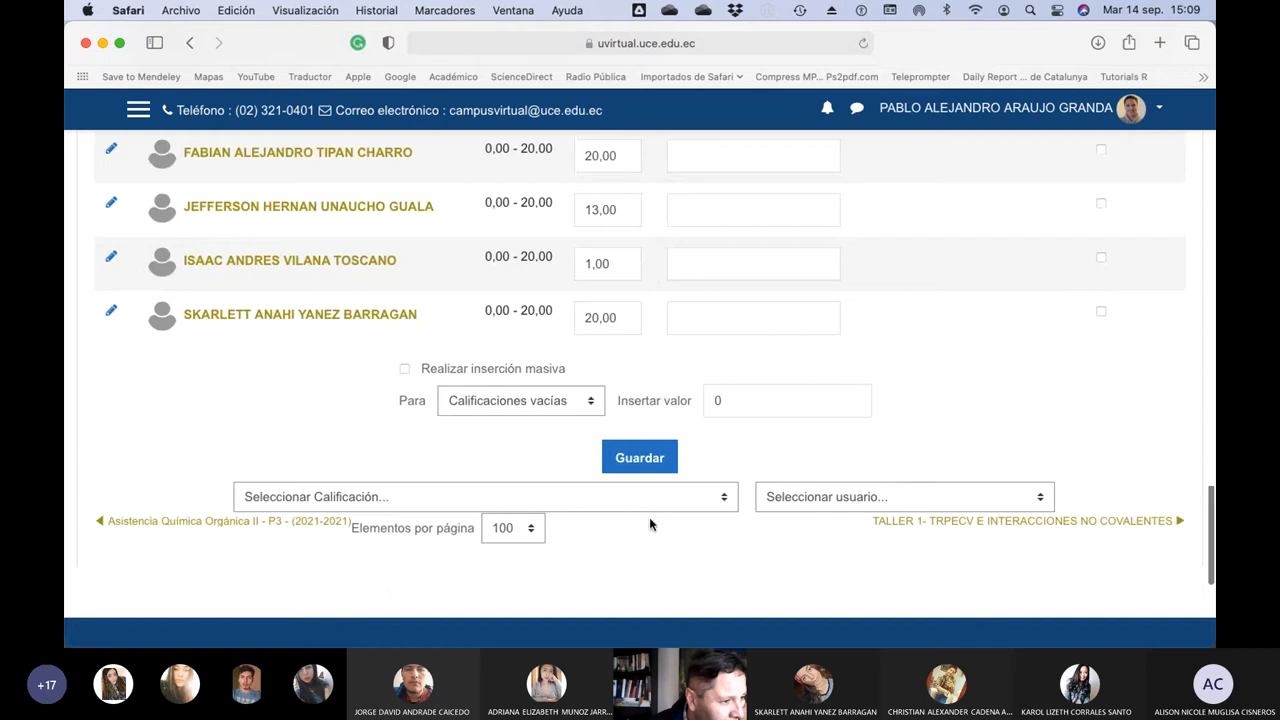 Safari Archivo Edición Visualización Historial Marcadores Ventana Ayuda Mar 14 sep. 15:09
uvirtual.uce.edu.ec
Save to Mendeley Mapas YouTube Traductor Apple Google Académico ScienceDirect Radio Pública Importados de Safari Compress MP... Ps2pdf.com Teleprompter Daily Report ... de Catalunya Tutorials R
Teléfono : (02) 321-0401 Correo electrónico : campusvirtual@uce.edu.ec PABLO ALEJANDRO ARAUJO GRANDA
FABIAN ALEJANDRO TIPAN CHARRO 0,00 - 20,00 20,00
JEFFERSON HERNAN UNAUCHO GUALA 0,00 - 20,00 13,00
ISAAC ANDRES VILANA TOSCANO 0,00 - 20,00 1,00
SKARLETT ANAHI YANEZ BARRAGAN 0,00 - 20,00 20,00
Realizar inserción masiva
Para Calificaciones vacías Insertar valor 0
Guardar
Seleccionar Calificación... Seleccionar usuario...
Asistencia Química Orgánica II - P3 - (2021-2021) TALLER 1- TRPECV E INTERACCIONES NO COVALENTES
Elementos por página 100
+17 AC
JORGE DAVID ANDRADE CAICEDO ADRIANA ELIZABETH MUNOZ JARR... SKARLETT ANAHI YANEZ BARRAGAN CHRISTIAN ALEXANDER CADENA A... KAROL LIZETH CORRALES SANTO ALISON NICOLE MUGLISA CISNEROS